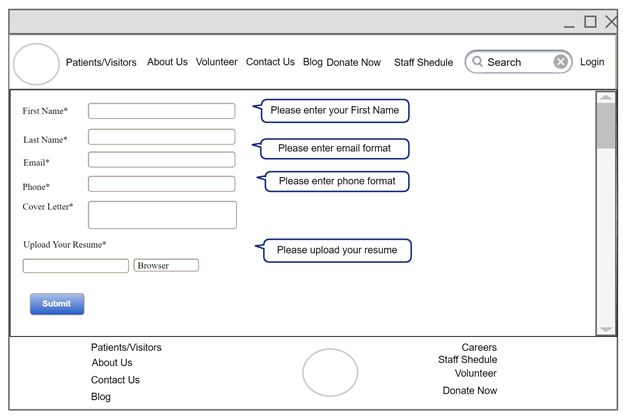 Patients/Visitors About Us Volunteer Contact Us Blog Donate Now Staff Shedule Search Login
First Name* Please enter your First Name
Last Name*
Please enter email format
Email*
Phone* Please enter phone format
Cover Letter*
Upload Your Resume* Please upload your resume
Browser
Submit
Patients/Visitors Careers
About Us Staff Shedule
Contact Us Volunteer
Blog Donate Now